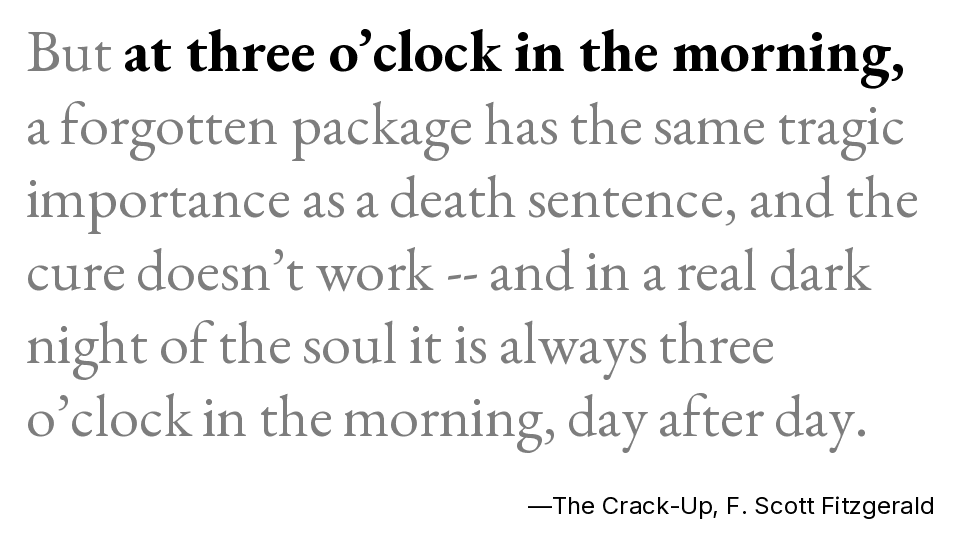 But at three o’clock in the morning,
a forgotten package has the same tragic
importance as a death sentence, and the
cure doesn’t work -- and in a real dark
night of the soul it is always three
o’clock in the morning, day after day.
—The Crack-Up, F. Scott Fitzgerald